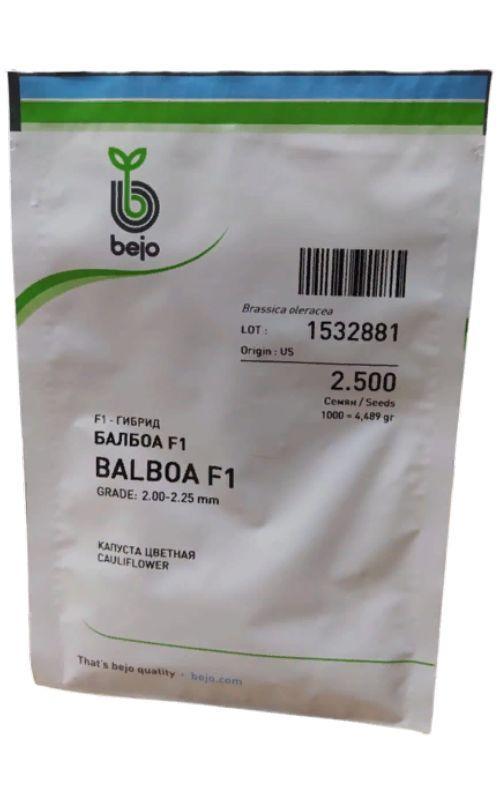 bejo
Brassica oleracea
LOT : 1532881
Origin : US
2.500
Семян / Seeds
1000 = 4,489 gr
F1 - ГИБРИД
БАЛБОА F1
BALBOA F1
GRADE: 2.00-2.25 mm
КАПУСТА ЦВЕТНАЯ
CAULIFLOWER
That's bejo quality · bejo.com